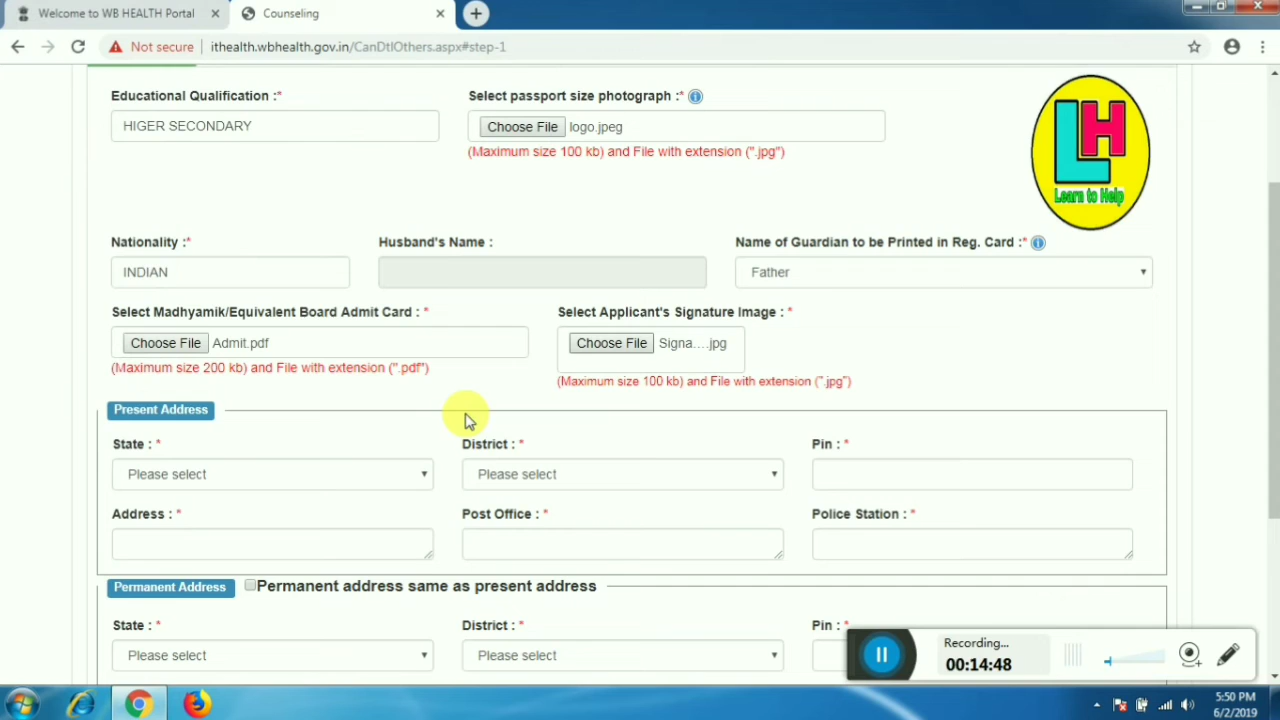 Welcome to WB HEALTH Portal
Counseling
Not secure
ithealth.wbhealth.gov.in/CanDtlOthers.aspx#step-1
Educational Qualification :*
Select passport size photograph :*
HIGER SECONDARY
Choose File logo.jpeg
(Maximum size 100 kb) and File with extension (".jpg")
LH
Learn to Help
Nationality :*
Husband's Name :
Name of Guardian to be Printed in Reg. Card :*
INDIAN
Father
Select Madhyamik/Equivalent Board Admit Card : *
Select Applicant's Signature Image : *
Choose File Admit.pdf
Choose File Signa....jpg
(Maximum size 200 kb) and File with extension (".pdf")
(Maximum size 100 kb) and File with extension (".jpg")
Present Address
State : *
District : *
Pin : *
Please select
Please select
Address : *
Post Office : *
Police Station : *
Permanent Address
Permanent address same as present address
State : *
District : *
Pin : *
Please select
Please select
Recording...
00:14:48
5:50 PM
6/2/2019